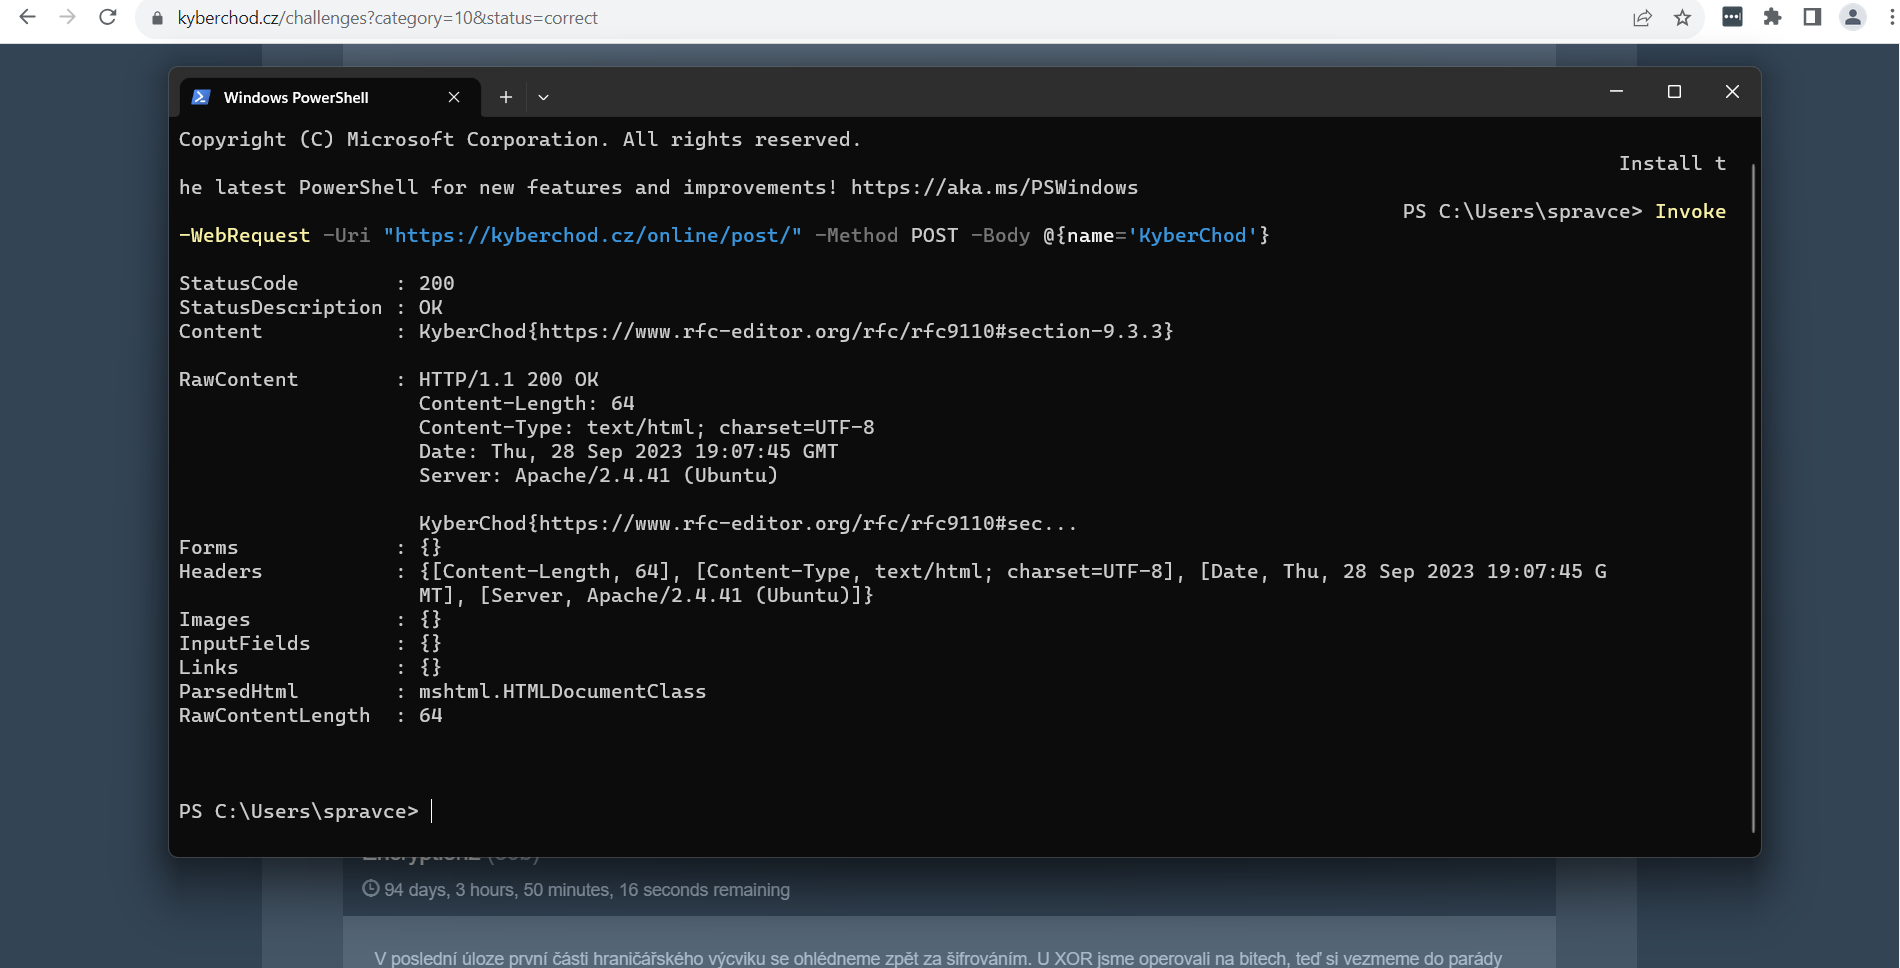 kyberchod.cz/challenges?category=10&status=correct
Windows PowerShell
Copyright (C) Microsoft Corporation. All rights reserved.
Install t
he latest PowerShell for new features and improvements! https://aka.ms/PSWindows
PS C:\Users\spravce> Invoke
-WebRequest -Uri "https://kyberchod.cz/online/post/" -Method POST -Body @{name='KyberChod'}
StatusCode : 200
StatusDescription : OK
Content : KyberChod{https://www.rfc-editor.org/rfc/rfc9110#section-9.3.3}
RawContent : HTTP/1.1 200 OK
Content-Length: 64
Content-Type: text/html; charset=UTF-8
Date: Thu, 28 Sep 2023 19:07:45 GMT
Server: Apache/2.4.41 (Ubuntu)
KyberChod{https://www.rfc-editor.org/rfc/rfc9110#sec...
Forms : {}
Headers : {[Content-Length, 64], [Content-Type, text/html; charset=UTF-8], [Date, Thu, 28 Sep 2023 19:07:45 G
MT], [Server, Apache/2.4.41 (Ubuntu)]}
Images : {}
InputFields : {}
Links : {}
ParsedHtml : mshtml.HTMLDocumentClass
RawContentLength : 64
PS C:\Users\spravce>
94 days, 3 hours, 50 minutes, 16 seconds remaining
V poslední úloze první části hraničářského výcviku se ohlédneme zpět za šifrováním. U XOR jsme operovali na bitech, teď si vezmeme do parády